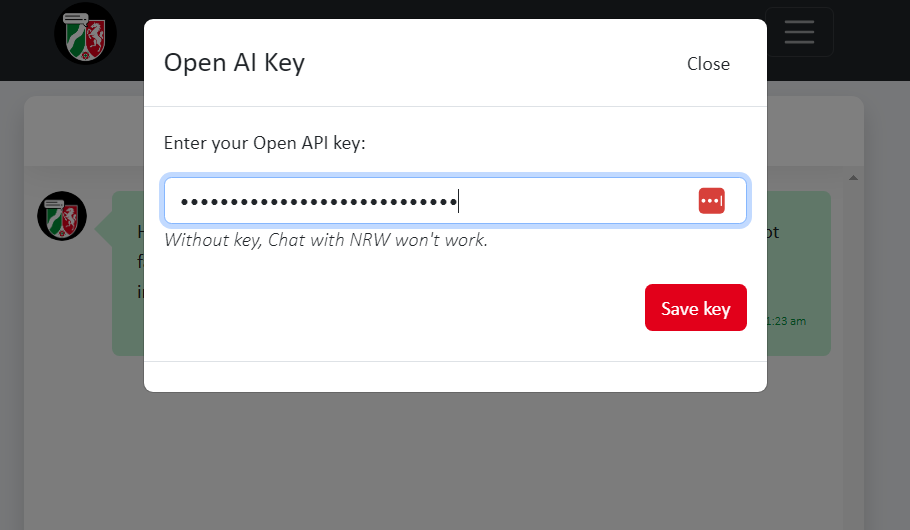 Open AI Key
Close
Enter your Open API key:
••••••••••••••••••••••••••••
Without key, Chat with NRW won't work.
Save key
1:23 am